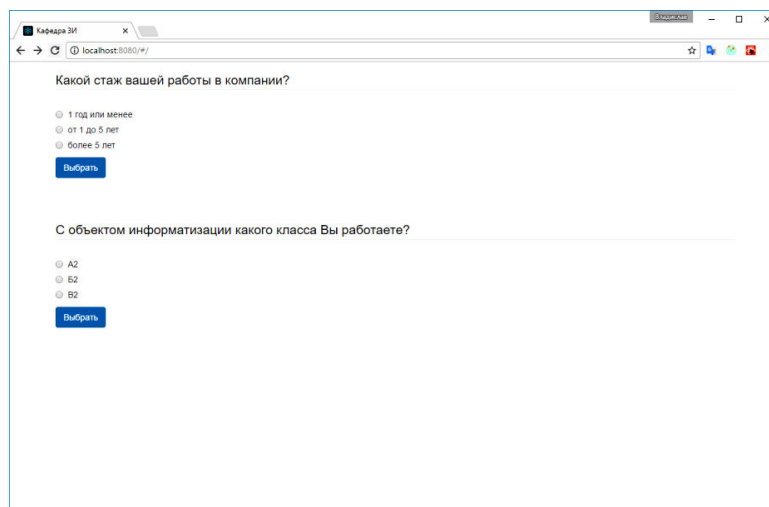 Владислав
Кафедра ЗИ
localhost:8080/#/
Какой стаж вашей работы в компании?
1 год или менее
от 1 до 5 лет
более 5 лет
Выбрать
С объектом информатизации какого класса Вы работаете?
А2
Б2
В2
Выбрать